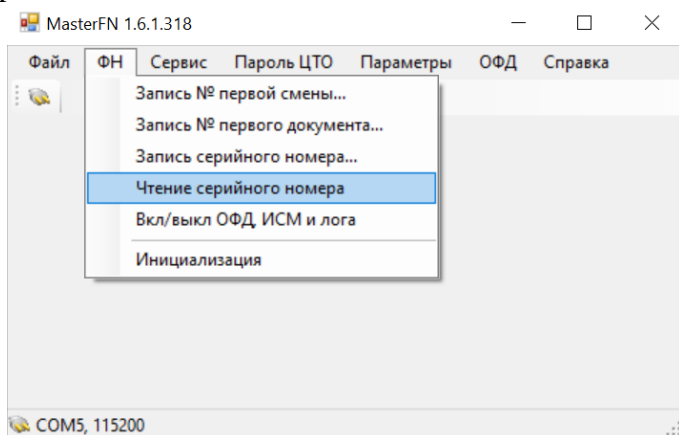 MasterFN 1.6.1.318
Файл ФН Сервис Пароль ЦТО Параметры ОФД Справка
Запись № первой смены...
Запись № первого документа...
Запись серийного номера...
Чтение серийного номера
Вкл/выкл ОФД, ИСМ и лога
Инициализация
COM5, 115200